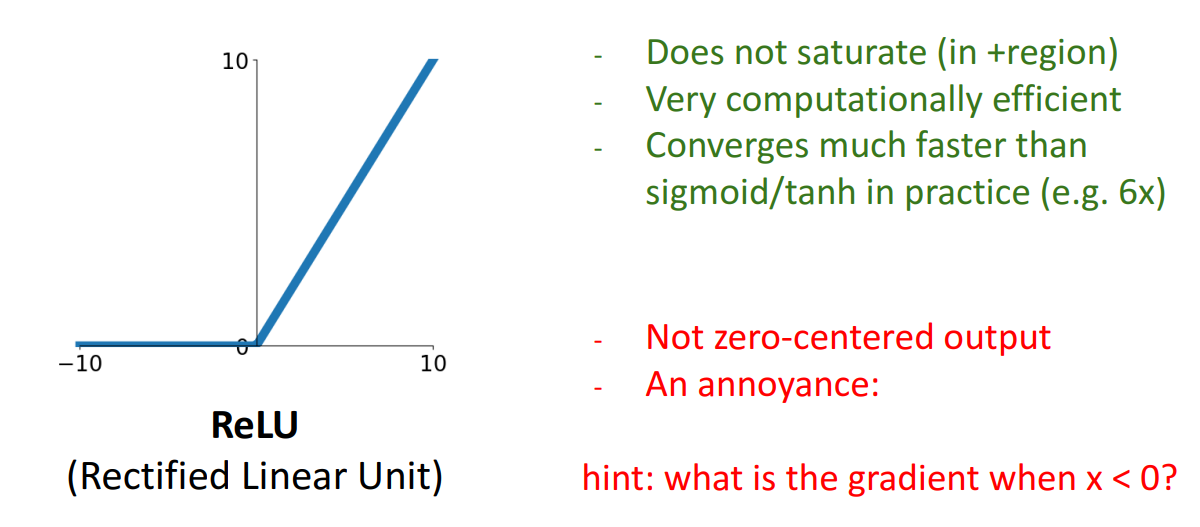 10
0
−10
10
ReLU
(Rectified Linear Unit)
- Does not saturate (in +region)
- Very computationally efficient
- Converges much faster than
sigmoid/tanh in practice (e.g. 6x)
- Not zero-centered output
- An annoyance:
hint: what is the gradient when x < 0?